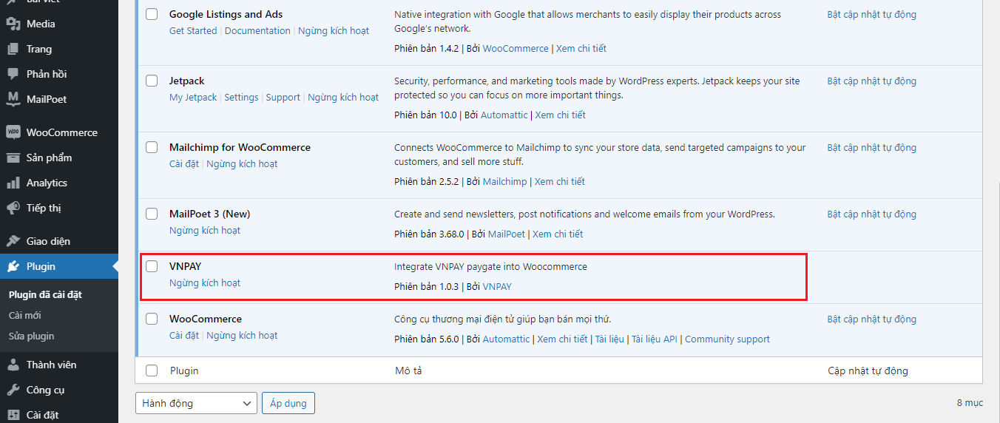 Media
Trang
Phản hồi
MailPoet
WooCommerce
Sản phẩm
Analytics
Tiếp thị
Giao diện
Plugin
Plugin đã cài đặt
Cài mới
Sửa plugin
Thành viên
Công cụ
Cài đặt
Google Listings and Ads
Get Started | Documentation | Ngừng kích hoạt
Native integration with Google that allows merchants to easily display their products across
Google's network.
Phiên bản 1.4.2 | Bởi WooCommerce | Xem chi tiết
Bật cập nhật tự động
Jetpack
My Jetpack | Settings | Support | Ngừng kích hoạt
Security, performance, and marketing tools made by WordPress experts. Jetpack keeps your site
protected so you can focus on more important things.
Phiên bản 10.0 | Bởi Automattic | Xem chi tiết
Bật cập nhật tự động
Mailchimp for WooCommerce
Cài đặt | Ngừng kích hoạt
Connects WooCommerce to Mailchimp to sync your store data, send targeted campaigns to your
customers, and sell more stuff.
Phiên bản 2.5.2 | Bởi Mailchimp | Xem chi tiết
Bật cập nhật tự động
MailPoet 3 (New)
Ngừng kích hoạt
Create and send newsletters, post notifications and welcome emails from your WordPress.
Phiên bản 3.68.0 | Bởi MailPoet | Xem chi tiết
Bật cập nhật tự động
VNPAY
Ngừng kích hoạt
Integrate VNPAY paygate into Woocommerce
Phiên bản 1.0.3 | Bởi VNPAY
WooCommerce
Cài đặt | Ngừng kích hoạt
Công cụ thương mại điện tử giúp bạn bán mọi thứ.
Phiên bản 5.6.0 | Bởi Automattic | Xem chi tiết | Tài liệu | Tài liệu API | Community support
Bật cập nhật tự động
Plugin
Mô tả
Cập nhật tự động
Hành động
Áp dụng
8 mục